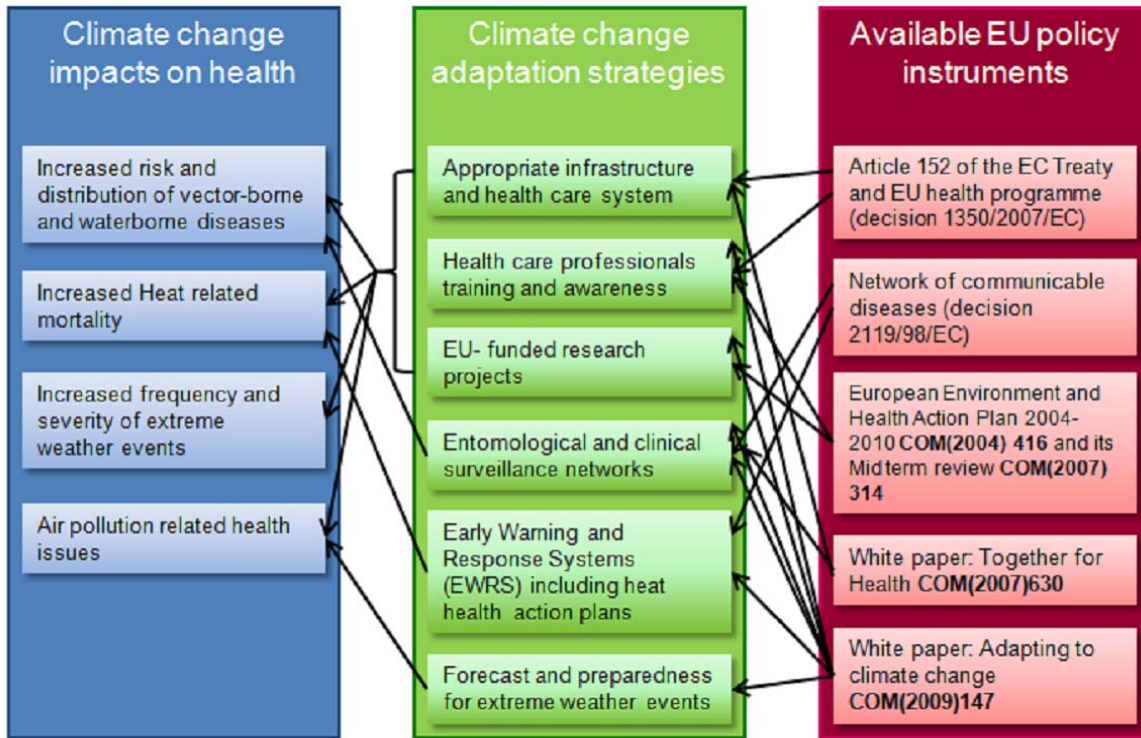 Climate change
impacts on health
Increased risk and
distribution of vector-borne
and waterborne diseases
Increased Heat related
mortality
Increased frequency and
severity of extreme
weather events
Air pollution related health
issues
Climate change
adaptation strategies
Appropriate infrastructure
and health care system
Health care professionals
training and awareness
EU- funded research
projects
Entomological and clinical
surveillance networks
Early Warning and
Response Systems
(EWRS) including heat
health action plans
Forecast and preparedness
for extreme weather events
Available EU policy
instruments
Article 152 of the EC Treaty
and EU health programme
(decision 1350/2007/EC)
Network of communicable
diseases (decision
2119/98/EC)
European Environment and
Health Action Plan 2004-
2010 COM(2004) 416 and its
Mid term review COM(2007)
314
White paper: Together for
Health COM(2007)630
White paper: Adapting to
climate change
COM(2009)147